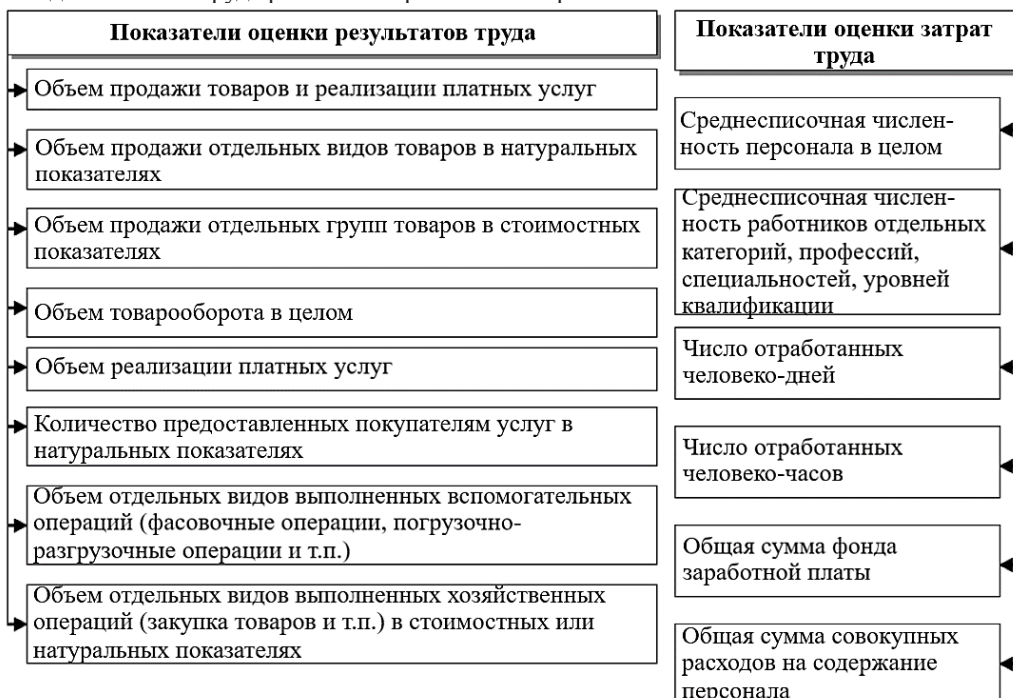 Показатели оценки результатов труда
Объем продажи товаров и реализации платных услуг
Объем продажи отдельных видов товаров в натуральных
показателях
Объем продажи отдельных групп товаров в стоимостных
показателях
Объем товарооборота в целом
Объем реализации платных услуг
Количество предоставленных покупателям услуг в
натуральных показателях
Объем отдельных видов выполненных вспомогательных
операций (фасовочные операции, погрузочно-
разгрузочные операции и т.п.)
Объем отдельных видов выполненных хозяйственных
операций (закупка товаров и т.п.) в стоимостных или
натуральных показателях
Показатели оценки затрат
труда
Среднесписочная числен-
ность персонала в целом
Среднесписочная числен-
ность работников отдельных
категорий, профессий,
специальностей, уровней
квалификации
Число отработанных
человеко-дней
Число отработанных
человеко-часов
Общая сумма фонда
заработной платы
Общая сумма совокупных
расходов на содержание
персонала